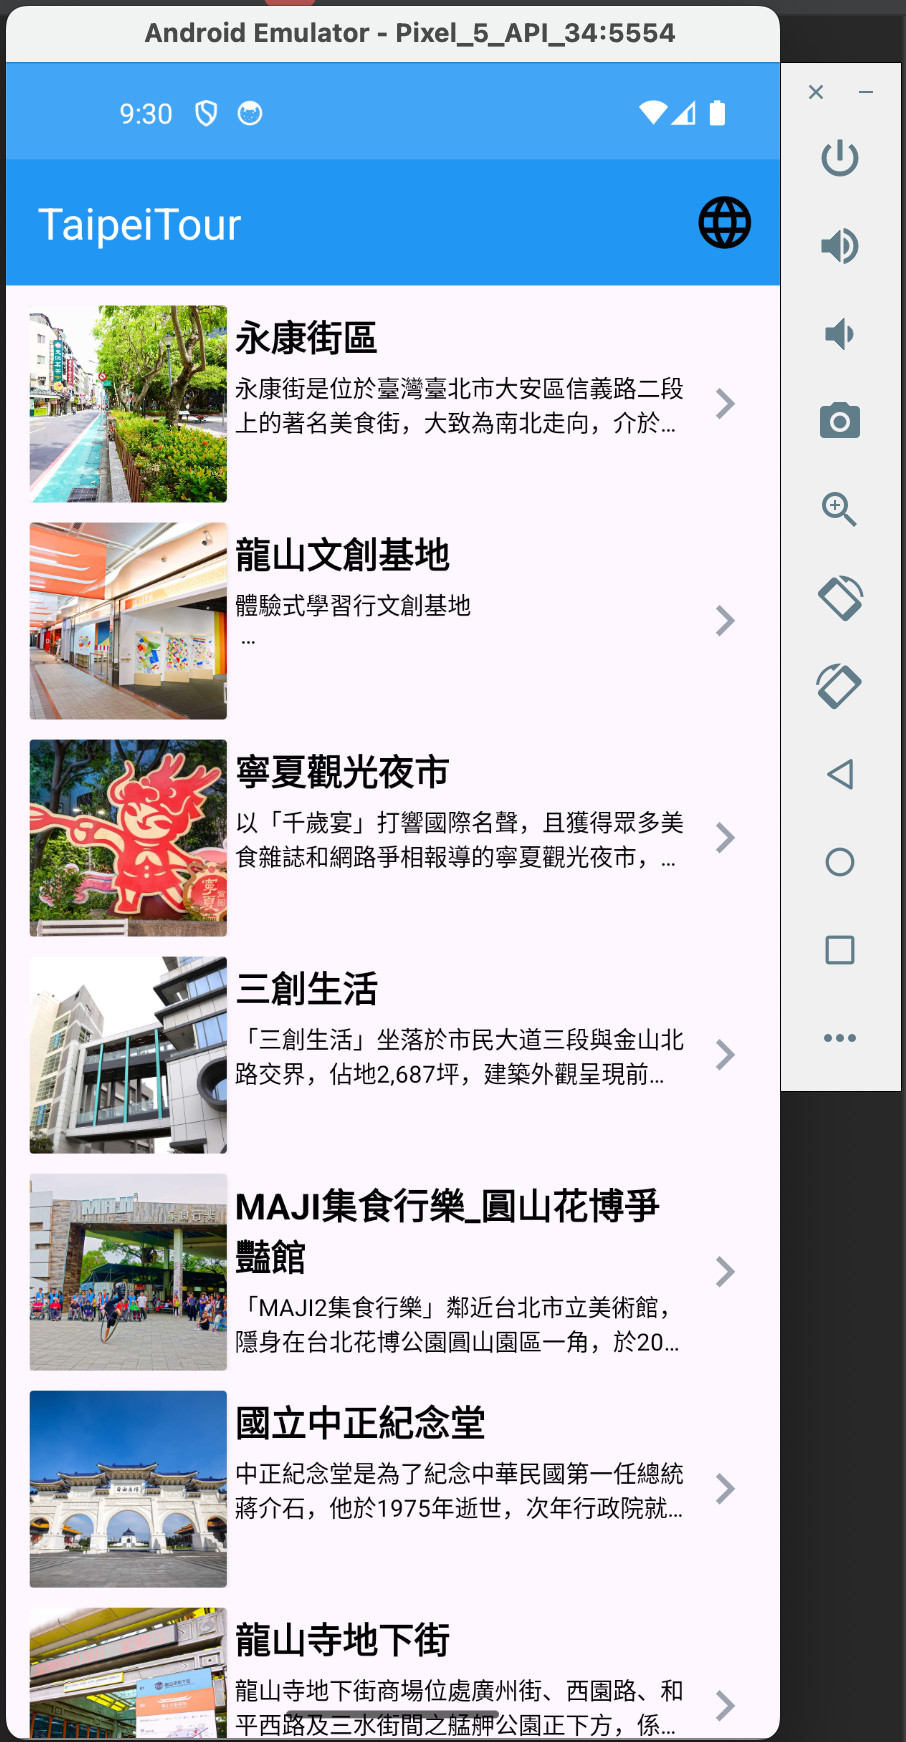 Android Emulator - Pixel_5_API_34:5554
9:30
TaipeiTour
永康街區
永康街是位於臺灣臺北市大安區信義路二段
上的著名美食街，大致為南北走向，介於...
龍山文創基地
體驗式學習行文創基地
...
寧夏觀光夜市
以「千歲宴」打響國際名聲，且獲得眾多美
食雜誌和網路爭相報導的寧夏觀光夜市，...
三創生活
「三創生活」坐落於市民大道三段與金山北
路交界，佔地2,687坪，建築外觀呈現前...
MAJI
MAJI集食行樂_圓山花博爭
豔館
「MAJI2集食行樂」鄰近台北市立美術館，
隱身在台北花博公園圓山園區一角，於20...
國立中正紀念堂
中正紀念堂是為了紀念中華民國第一任總統
蔣介石，他於1975年逝世，次年行政院就...
龍山寺地下街
龍山寺地下街商場位處廣州街、西園路、和
平西路及三水街間之艋舺公園正下方，係...